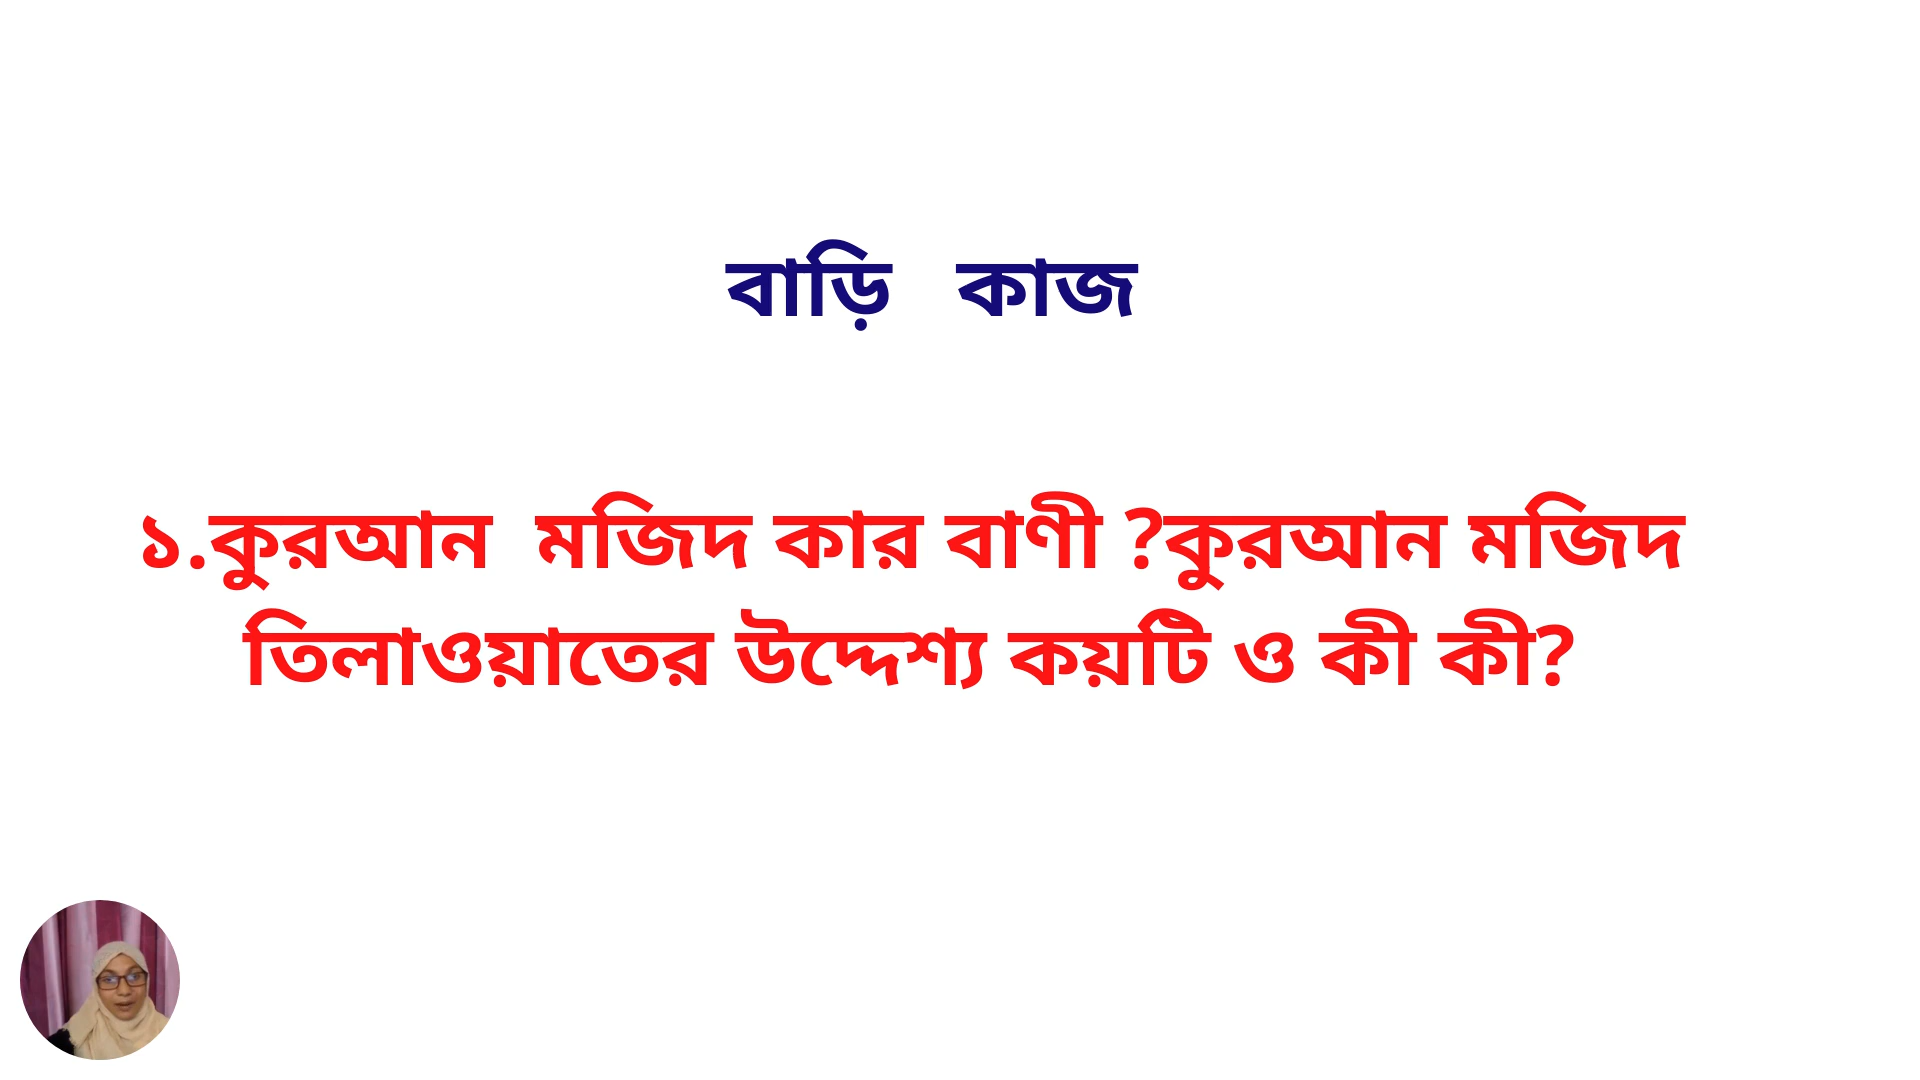 বাড়ি কাজ
১.কুরআন মজিদ কার বাণী ?কুরআন মজিদ
তিলাওয়াতের উদ্দেশ্য কয়টি ও কী কী?